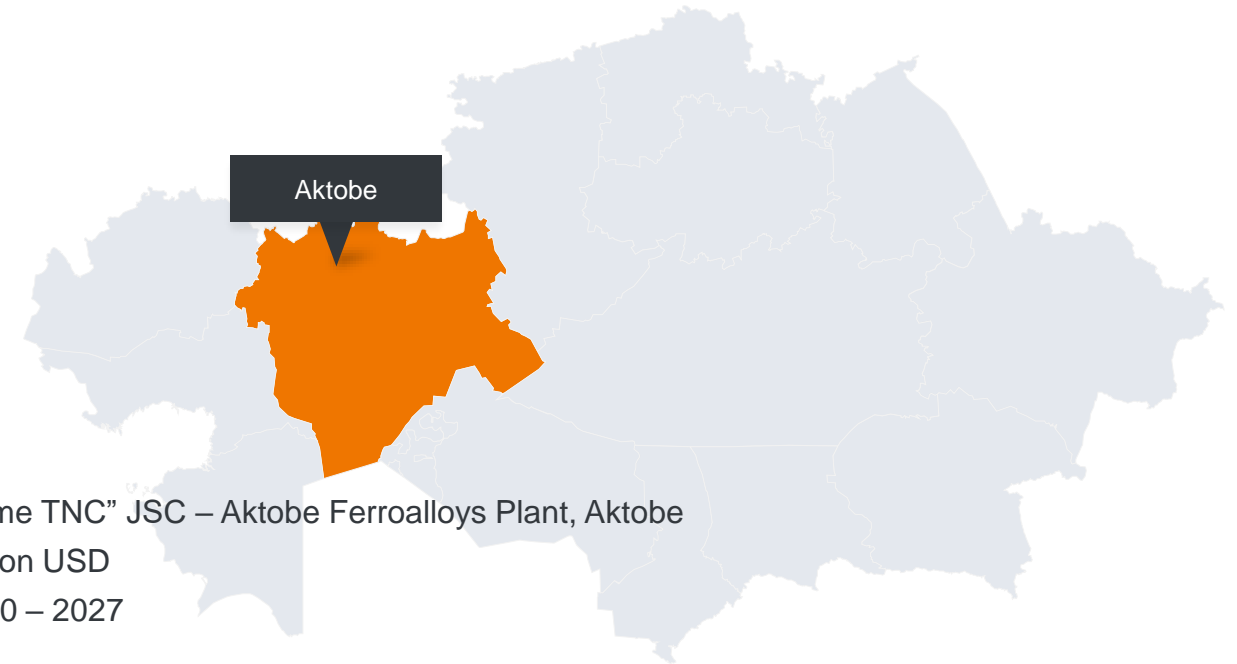 Aktobe
me TNC” JSC – Aktobe Ferroalloys Plant, Aktobe
on USD
0 – 2027